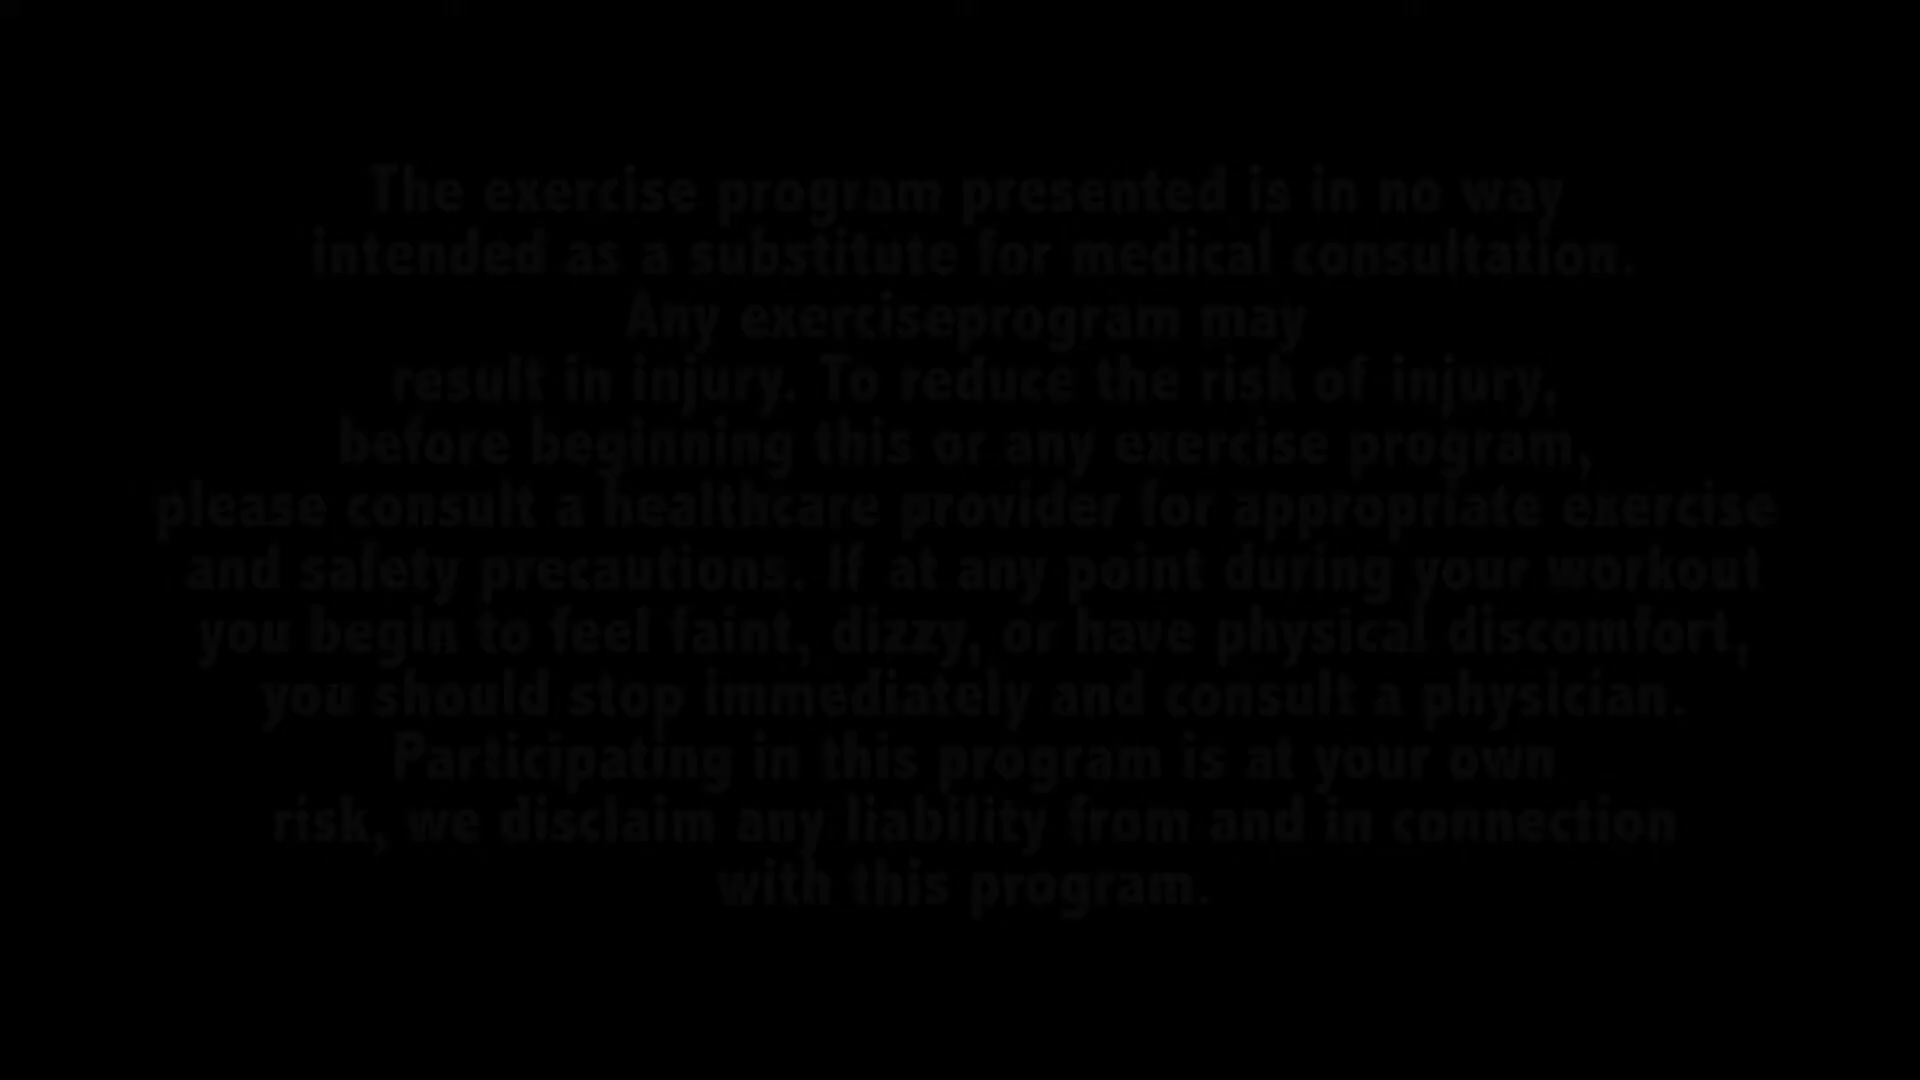 The exercise program presented is in no way
intended as a substitute for medical consultation.
Any exerciseprogram may
result in injury. To reduce the risk of injury,
before beginning this or any exercise program,
please consult a healthcare provider for appropriate exercise
and safety precautions. If at any point during your workout
you begin to feel faint, dizzy, or have physical discomfort,
you should stop immediately and consult a physician.
Participating in this program is at your own
risk, we disclaim any liability from and in connection
with this program.